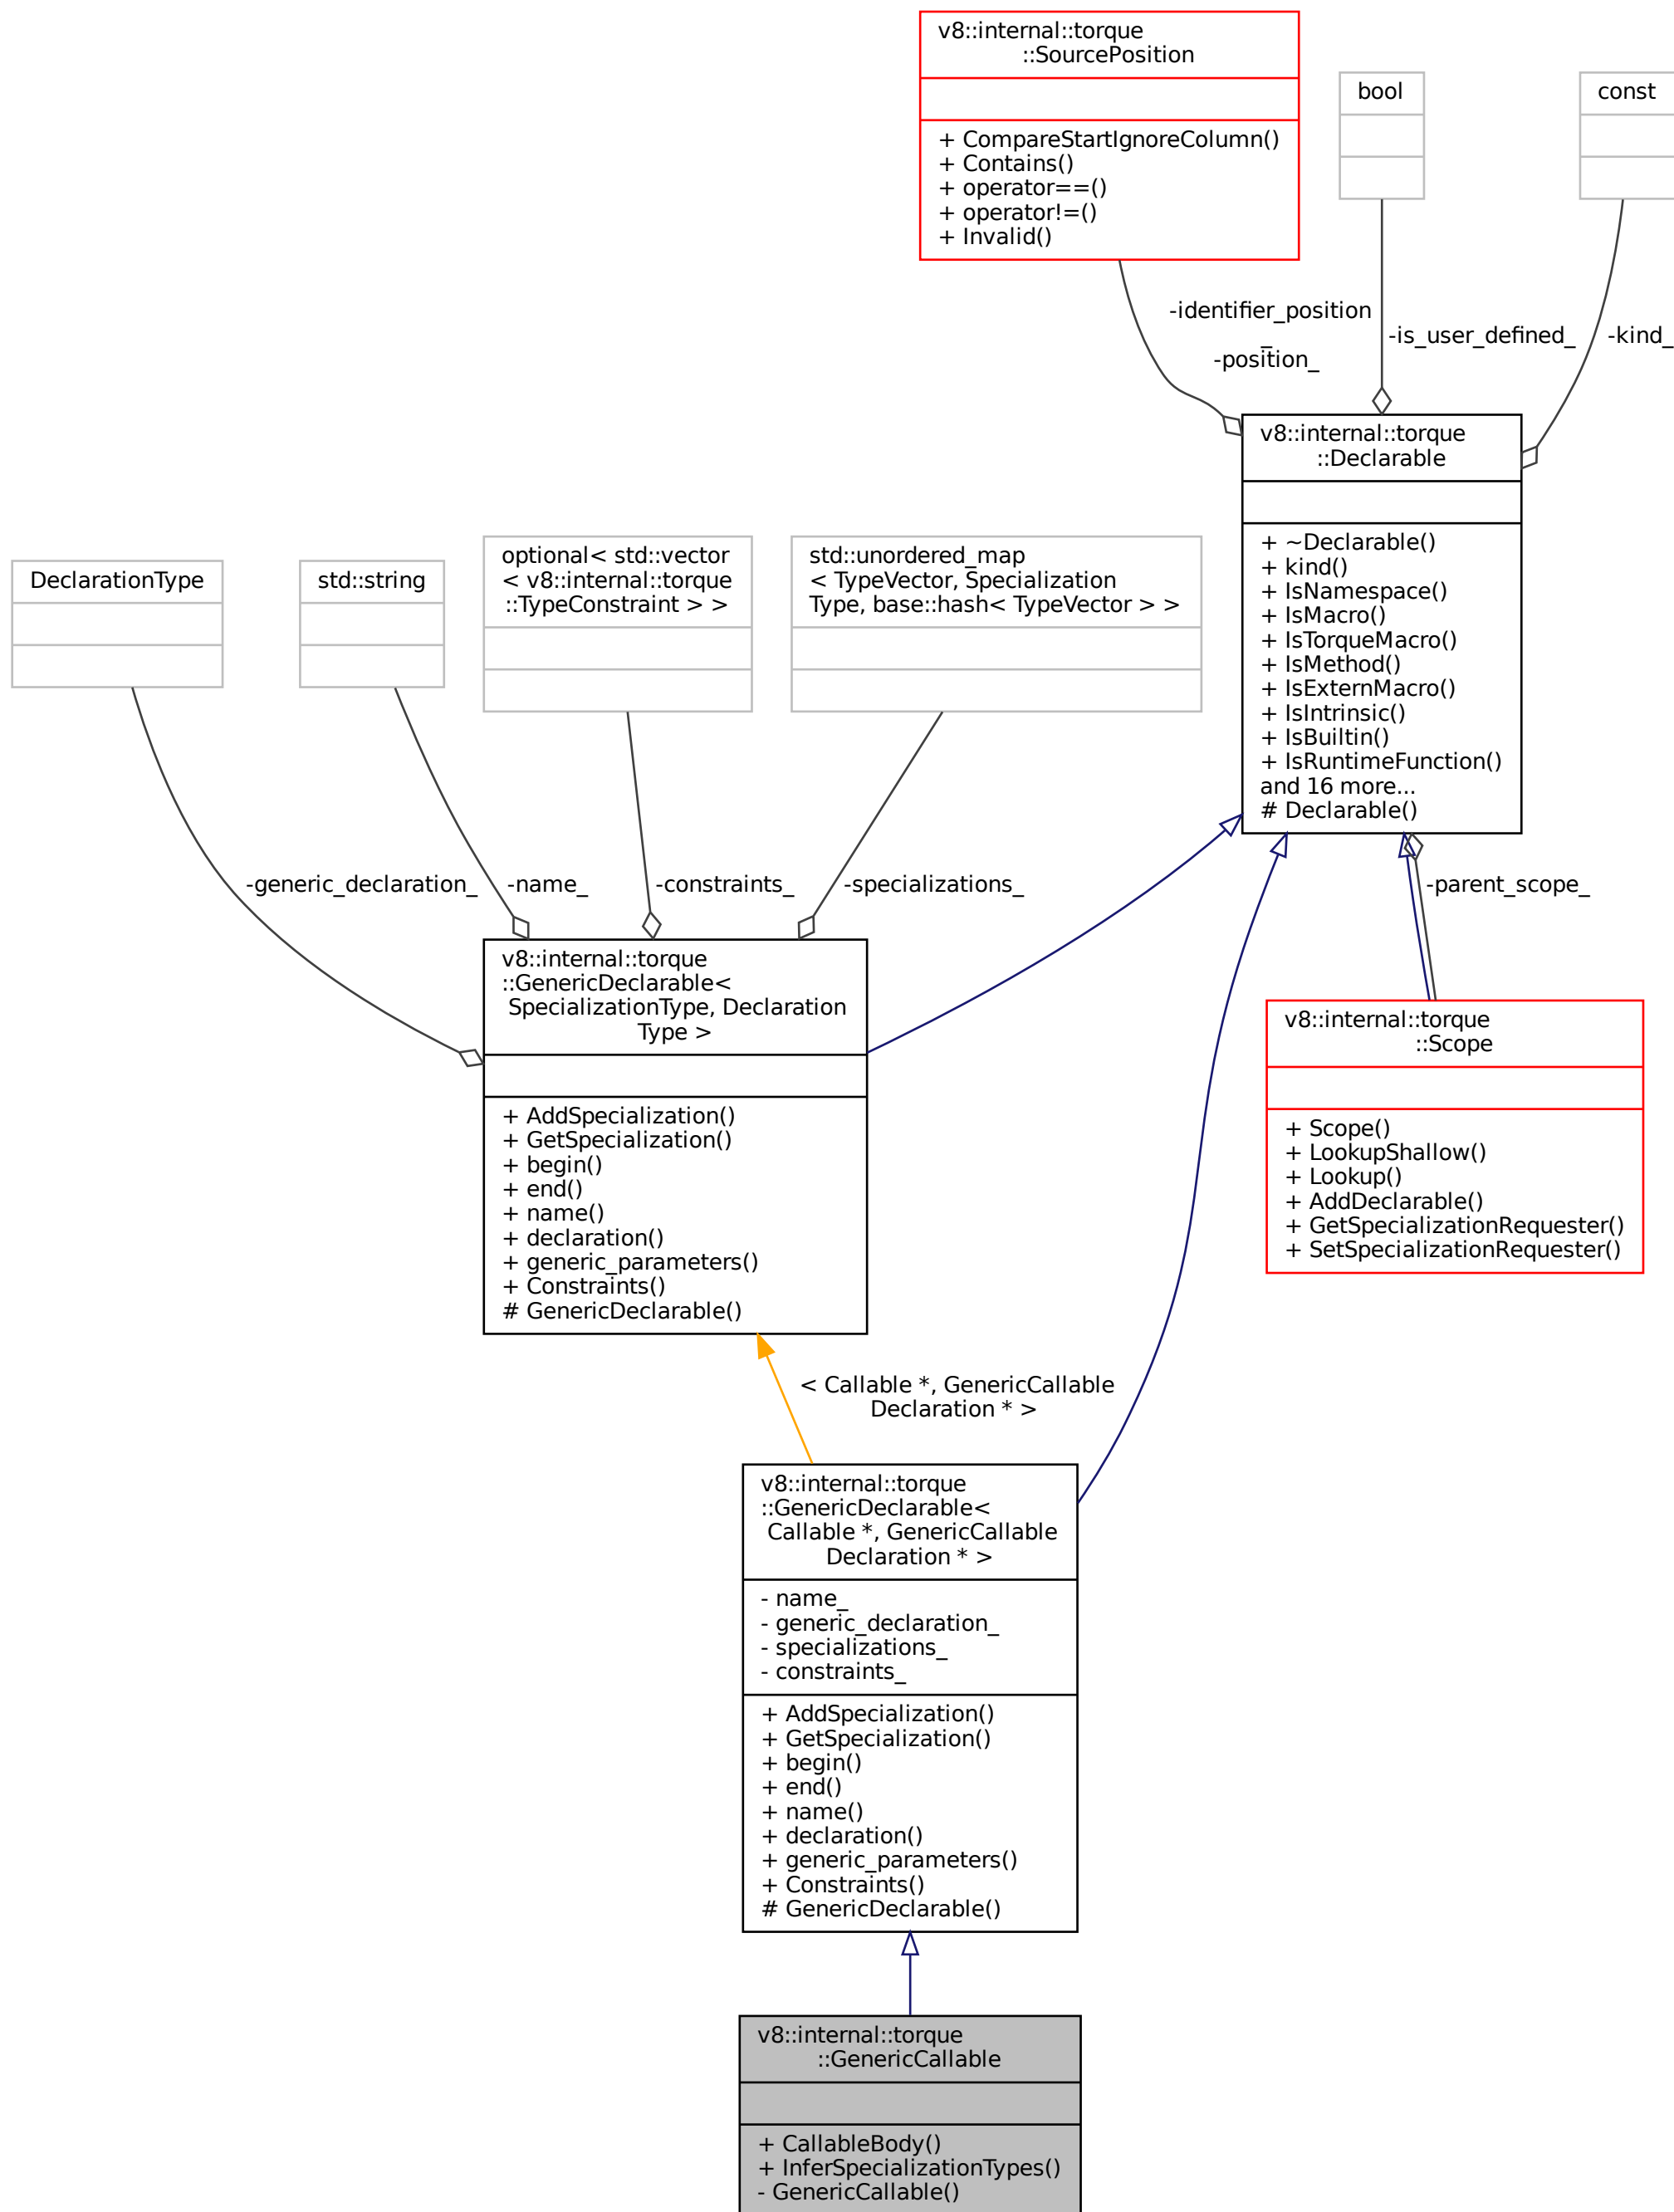 v8::internal::torque
::SourcePosition
+ CompareStartIgnoreColumn()
+ Contains()
+ operator==()
+ operator!=()
+ Invalid()
bool
const
-identifier_position
_
-position_
-is_user_defined_
-kind_
v8::internal::torque
::Declarable
+ ~Declarable()
+ kind()
+ IsNamespace()
+ IsMacro()
+ IsTorqueMacro()
+ IsMethod()
+ IsExternMacro()
+ IsIntrinsic()
+ IsBuiltin()
+ IsRuntimeFunction()
and 16 more...
# Declarable()
DeclarationType
std::string
optional< std::vector
< v8::internal::torque
::TypeConstraint > >
std::unordered_map
< TypeVector, Specialization
Type, base::hash< TypeVector > >
-generic_declaration_
-name_
-constraints_
-specializations_
-parent_scope_
v8::internal::torque
::GenericDeclarable<
SpecializationType, Declaration
Type >
+ AddSpecialization()
+ GetSpecialization()
+ begin()
+ end()
+ name()
+ declaration()
+ generic_parameters()
+ Constraints()
# GenericDeclarable()
v8::internal::torque
::Scope
+ Scope()
+ LookupShallow()
+ Lookup()
+ AddDeclarable()
+ GetSpecializationRequester()
+ SetSpecializationRequester()
< Callable *, GenericCallable
Declaration * >
v8::internal::torque
::GenericDeclarable<
Callable *, GenericCallable
Declaration * >
- name_
- generic_declaration_
- specializations_
- constraints_
+ AddSpecialization()
+ GetSpecialization()
+ begin()
+ end()
+ name()
+ declaration()
+ generic_parameters()
+ Constraints()
# GenericDeclarable()
v8::internal::torque
::GenericCallable
+ CallableBody()
+ InferSpecializationTypes()
- GenericCallable()